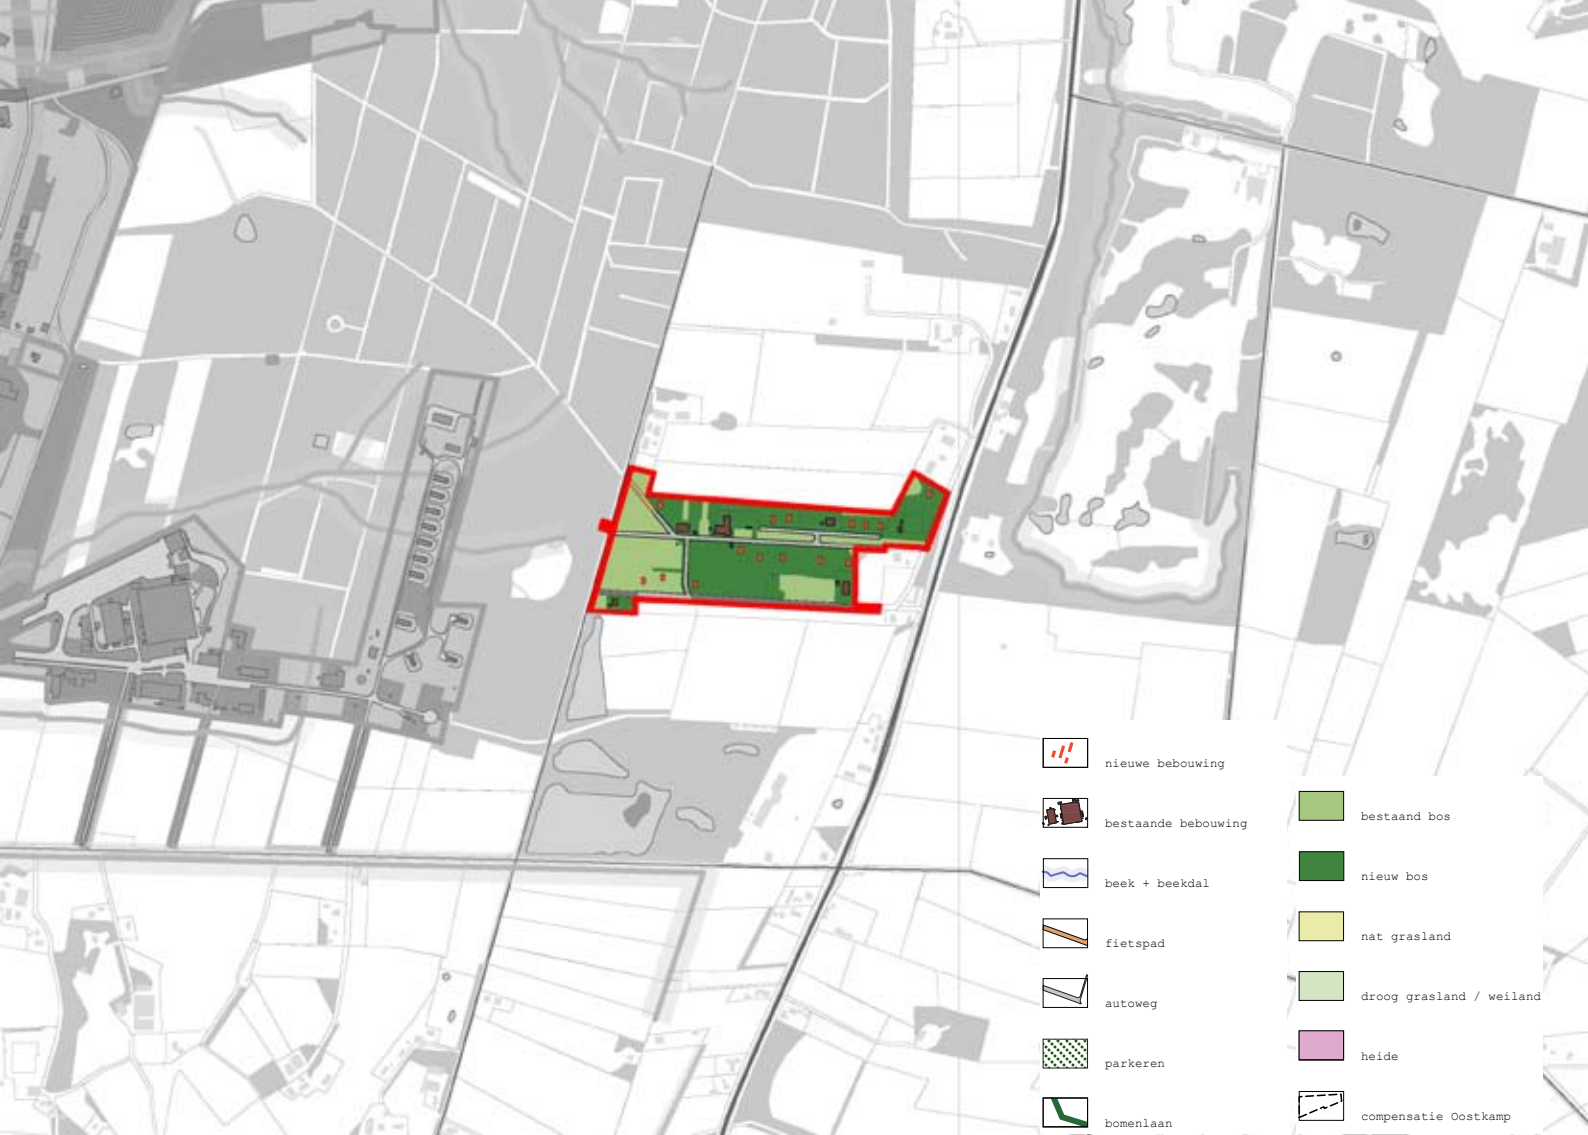 nieuwe bebouwing
bestaande bebouwing
beek + beekdal
fietspad
autoweg
parkeren
bomenlaan
bestaand bos
nieuw bos
nat grasland
droog grasland / weiland
heide
compensatie Oostkamp